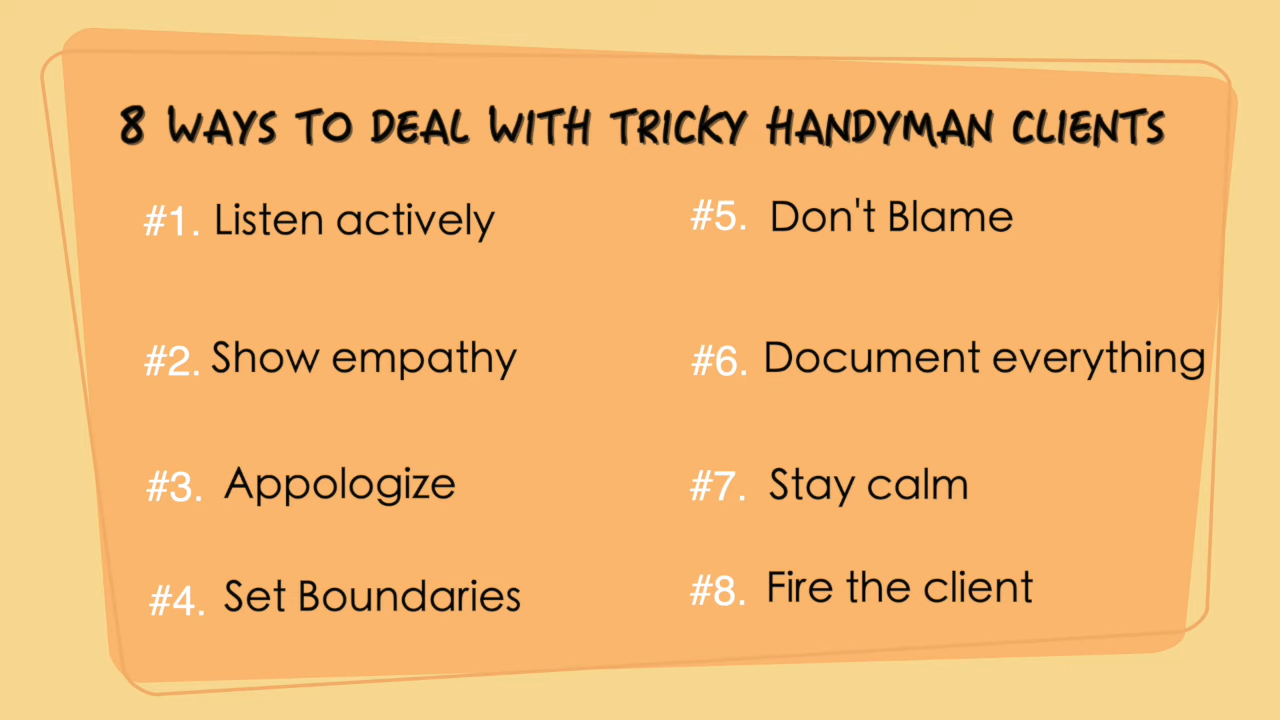 8 WAYS TO DEAL WITH TRICKY HANDYMAN CLIENTS
#1. Listen actively
#2. Show empathy
#3. Appologize
#4. Set Boundaries
#5. Don't Blame
#6. Document everything
#7. Stay calm
#8. Fire the client